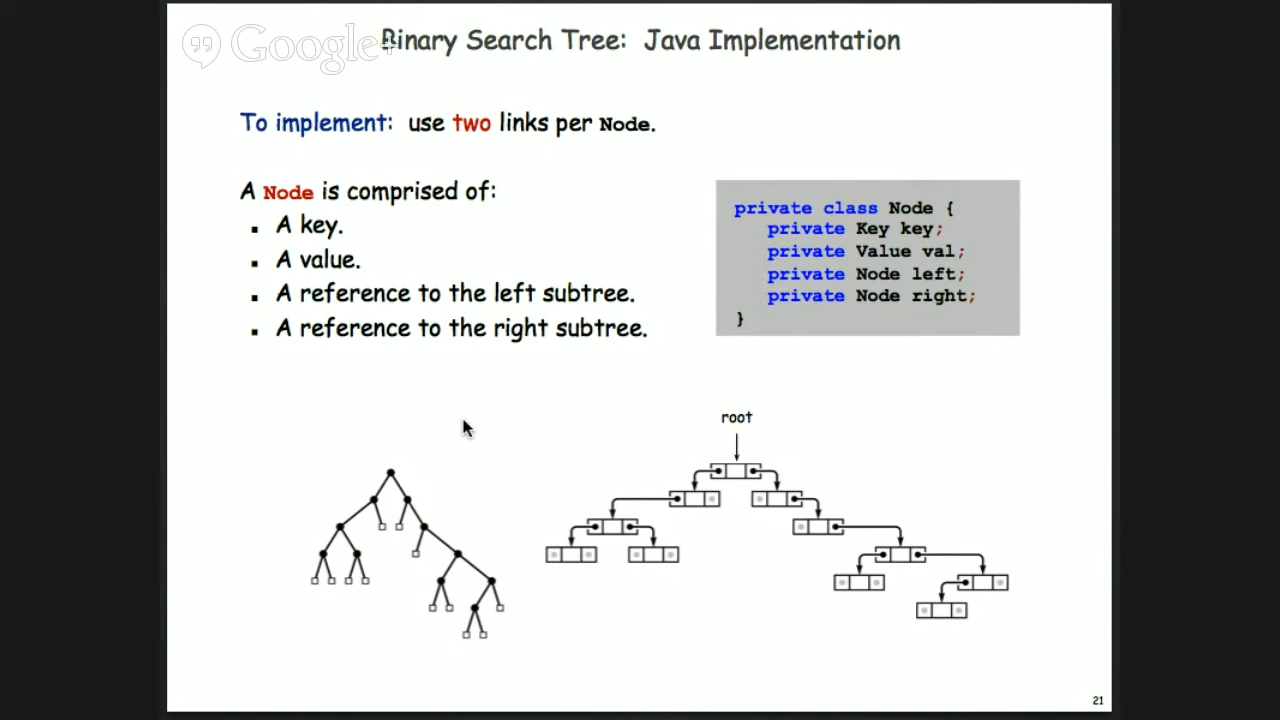 Google+
Binary Search Tree: Java Implementation
To implement: use two links per Node.
A Node is comprised of:
▪ A key.
▪ A value.
▪ A reference to the left subtree.
▪ A reference to the right subtree.
private class Node {
private Key key;
private Value val;
private Node left;
private Node right;
}
root
21